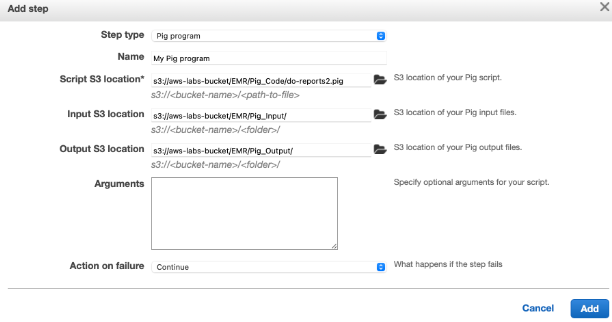 Add step
Step type Pig program
Name My Pig program
Script S3 location* s3://aws-labs-bucket/EMR/Pig_Code/do-reports2.pig S3 location of your Pig script.
s3://<bucket-name>/<path-to-file>
Input S3 location s3://aws-labs-bucket/EMR/Pig_Input/ S3 location of your Pig input files.
s3://<bucket-name>/<folder>/
Output S3 location s3://aws-labs-bucket/EMR/Pig_Output/ S3 location of your Pig output files.
s3://<bucket-name>/<folder>/
Arguments Specify optional arguments for your script.
Action on failure Continue What happens if the step fails
Cancel Add